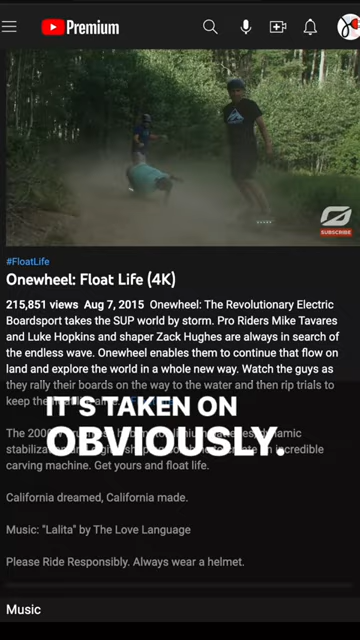 Premium
SUBSCRIBE
#FloatLife
Onewheel: Float Life (4K)
215,851 views Aug 7, 2015 Onewheel: The Revolutionary Electric
Boardsport takes the SUP world by storm. Pro Riders Mike Tavares
and Luke Hopkins and shaper Zack Hughes are always in search of
the endless wave. Onewheel enables them to continue that flow on
land and explore the world in a whole new way. Watch the guys as
they rally their boards on the way to the water and then rip trials to
keep the
IT'S TAKEN ON
The
OBVIOUSLY.
carving machine. Get yours and float life.
California dreamed, California made.
Music: "Lalita" by The Love Language
Please Ride Responsibly. Always wear a helmet.
Music